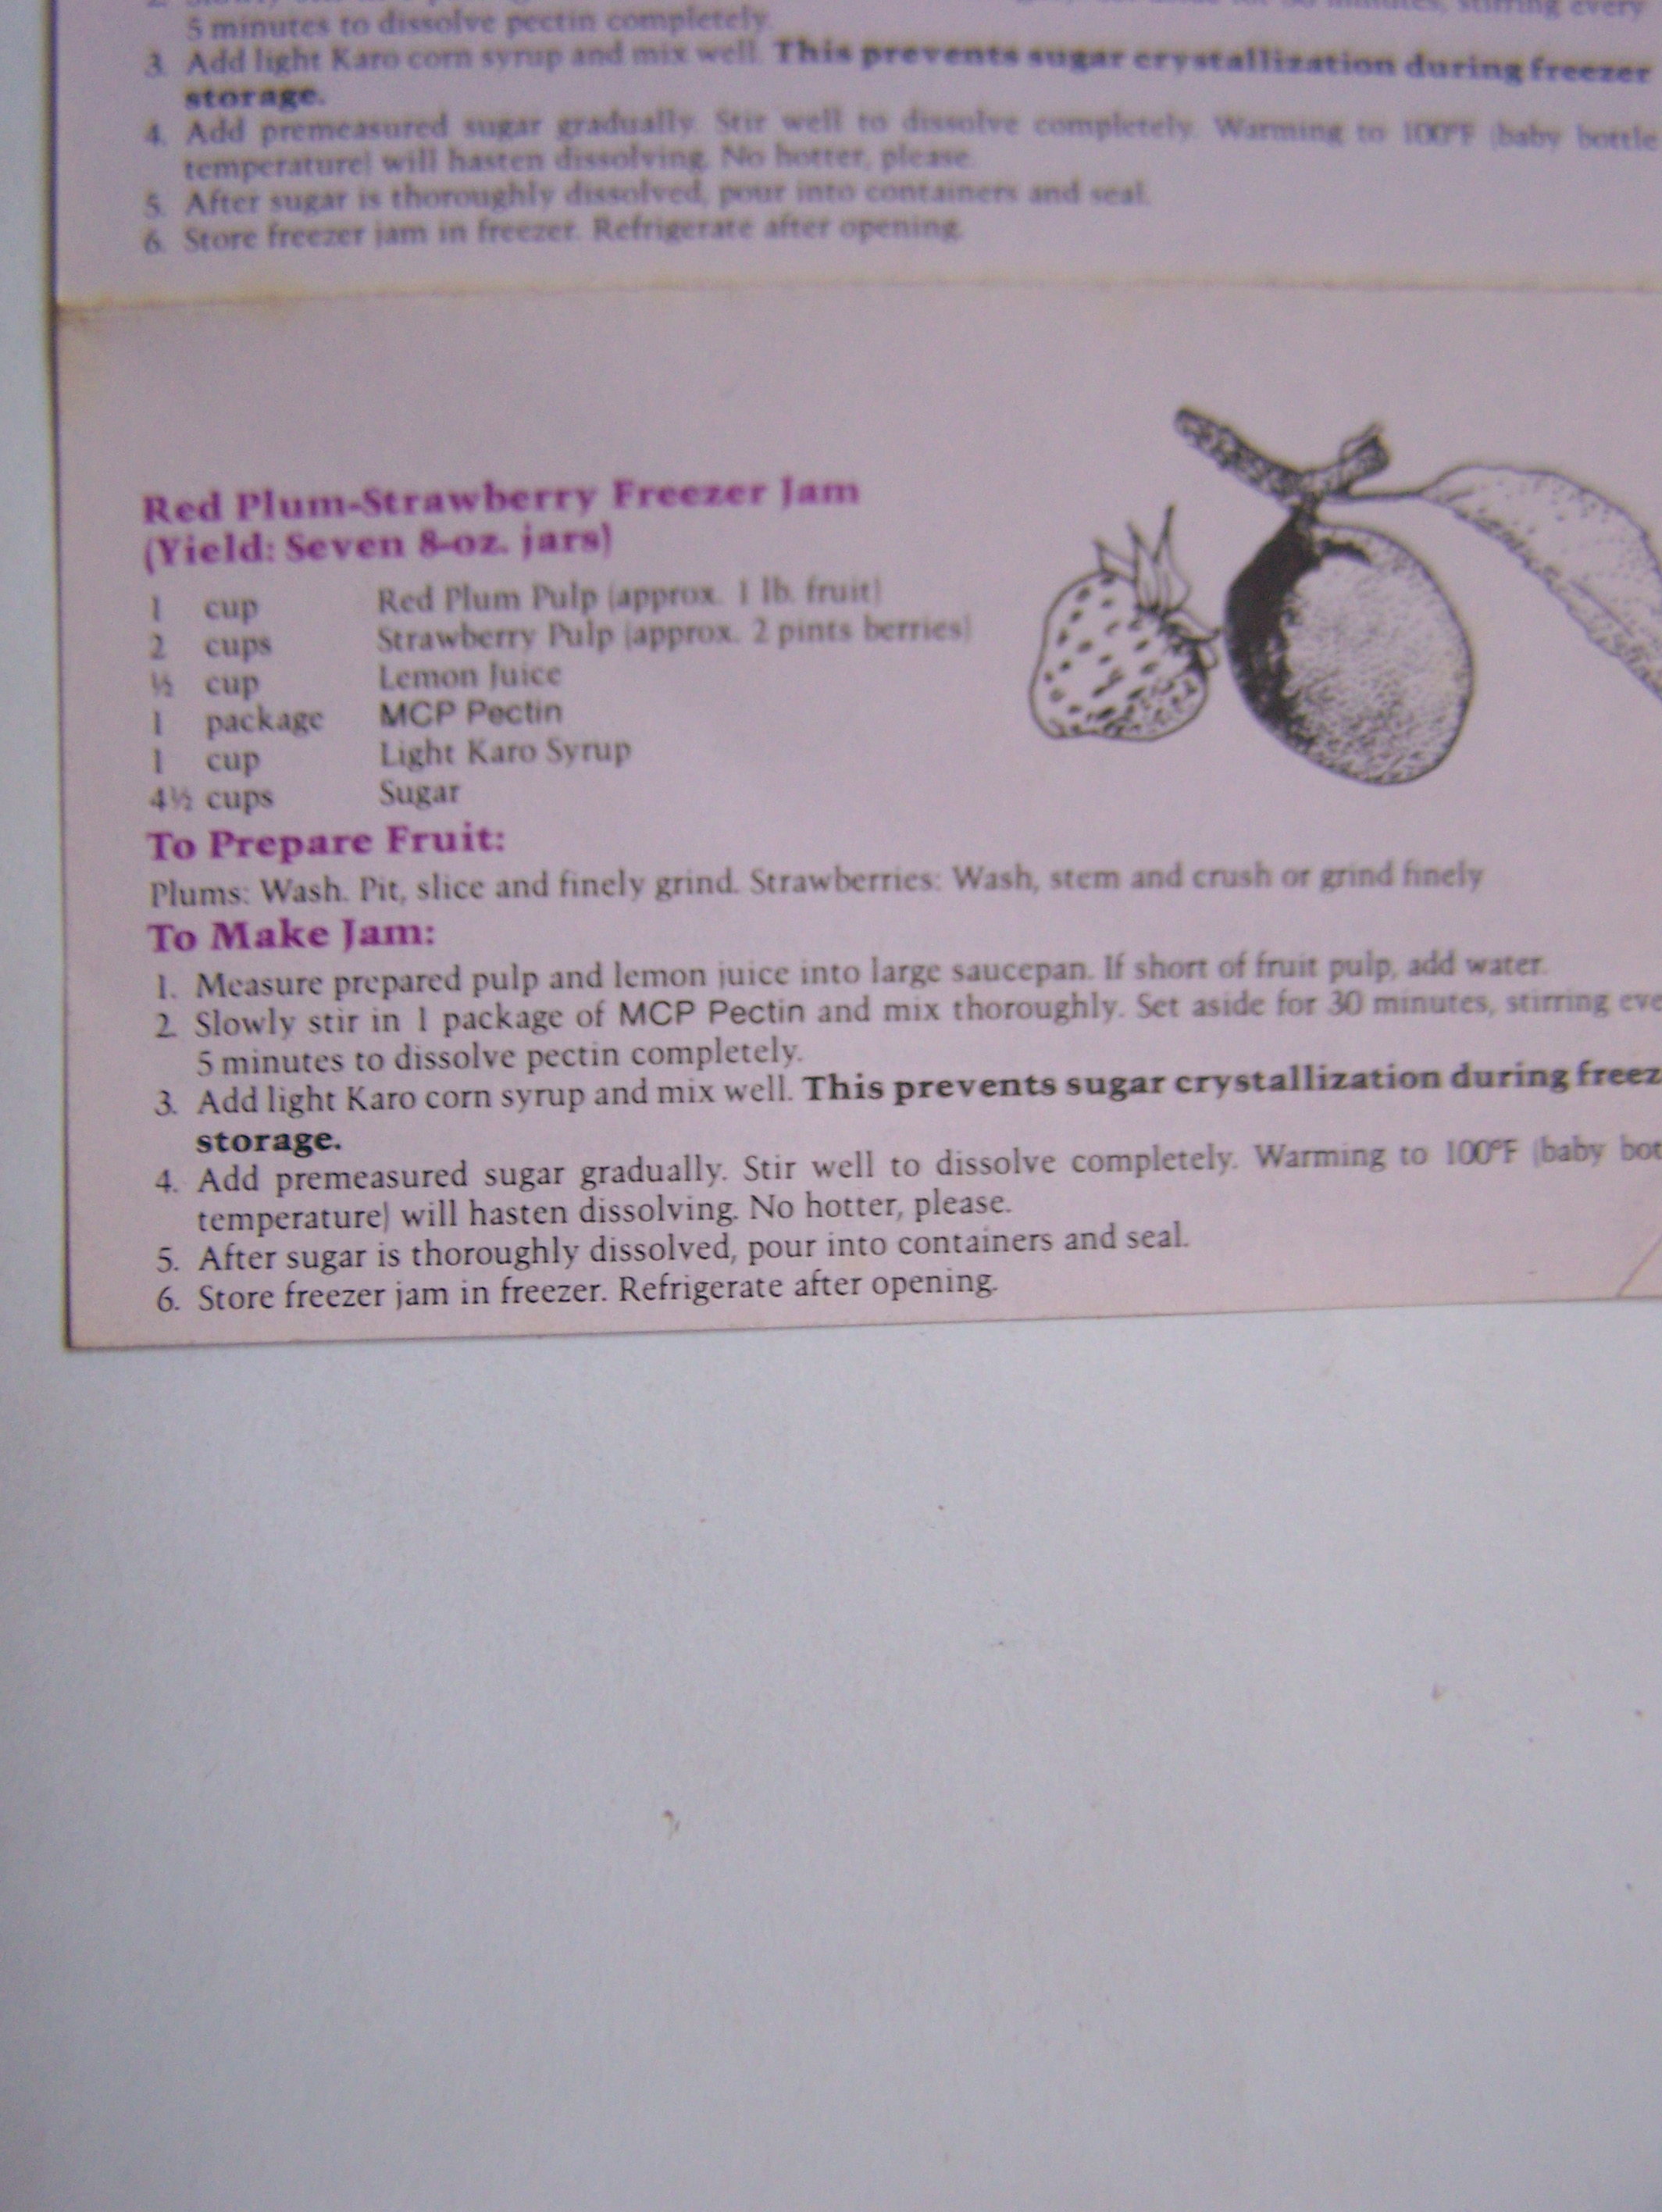 minutes, stirring every
5 minutes to dissolve pectin completely.
3. Add light Karo corn syrup and mix well. This prevents sugar crystallization during freezer
storage.
4. Add premeasured sugar gradually. Stir well to dissolve completely. Warming to 100°F (baby bottle
temperature) will hasten dissolving. No hotter, please.
5. After sugar is thoroughly dissolved, pour into containers and seal.
6. Store freezer jam in freezer. Refrigerate after opening.
Red Plum-Strawberry Freezer Jam
(Yield: Seven 8-oz. jars)
1 cup Red Plum Pulp (approx. 1 lb. fruit)
2 cups Strawberry Pulp (approx. 2 pints berries)
½ cup Lemon Juice
1 package MCP Pectin
1 cup Light Karo Syrup
4½ cups Sugar
To Prepare Fruit:
Plums: Wash. Pit, slice and finely grind. Strawberries: Wash, stem and crush or grind finely
To Make Jam:
1. Measure prepared pulp and lemon juice into large saucepan. If short of fruit pulp, add water.
2. Slowly stir in 1 package of MCP Pectin and mix thoroughly. Set aside for 30 minutes, stirring eve
5 minutes to dissolve pectin completely.
3. Add light Karo corn syrup and mix well. This prevents sugar crystallization during freez
storage.
4. Add premeasured sugar gradually. Stir well to dissolve completely. Warming to 100°F (baby bot
temperature) will hasten dissolving. No hotter, please.
5. After sugar is thoroughly dissolved, pour into containers and seal.
6. Store freezer jam in freezer. Refrigerate after opening.